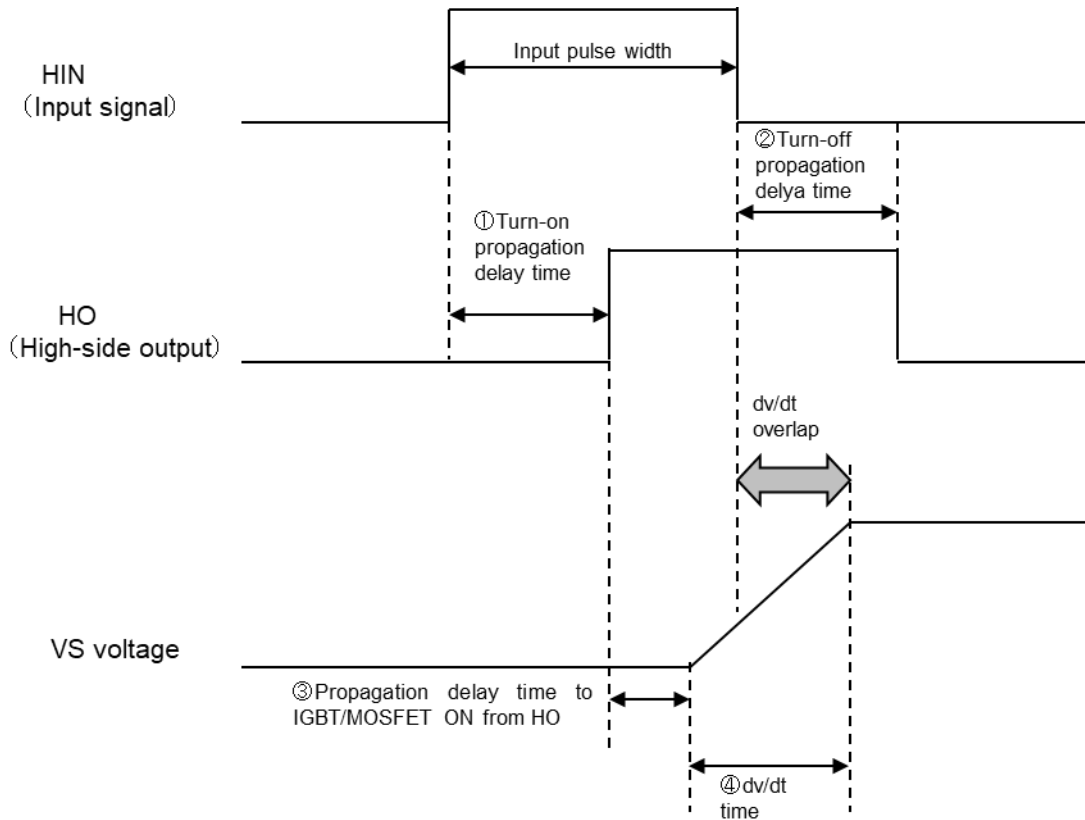 Input pulse width
HIN
（Input signal）
②Turn-off
propagation
delya time
①Turn-on
propagation
delay time
HO
（High-side output）
dv/dt
overlap
VS voltage
③Propagation delay time to
IGBT/MOSFET ON from HO
④dv/dt
time